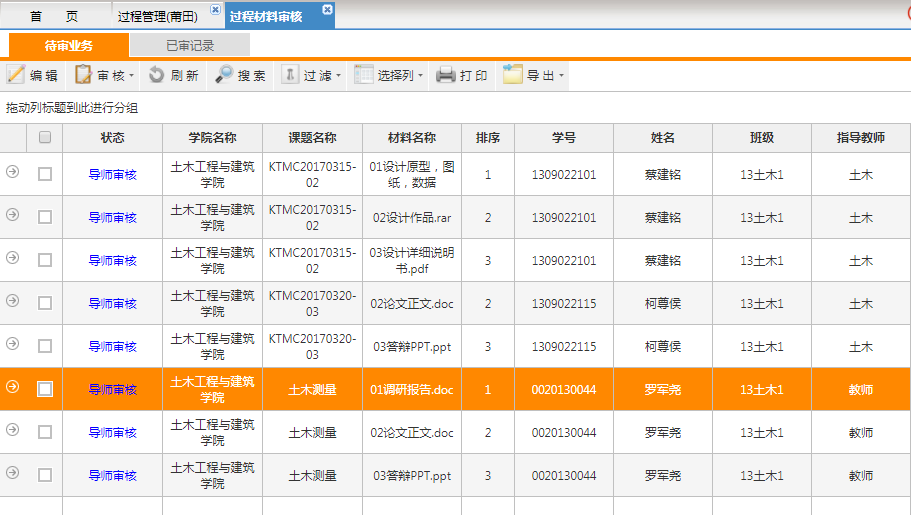 首 页 过程管理(莆田) 过程材料审核
待审业务 已审记录
编 辑 审 核 刷 新 搜 索 过 滤 选择列 打 印 导 出
拖动列标题到此进行分组
状态 学院名称 课题名称 材料名称 排序 学号 姓名 班级 指导教师
土木工程与建筑 KTMC20170315- 01设计原型，图
导师审核 1 1309022101 蔡建铭 13土木1 土木
学院 02 纸，数据
土木工程与建筑 KTMC20170315-
导师审核 02设计作品.rar 2 1309022101 蔡建铭 13土木1 土木
学院 02
土木工程与建筑 KTMC20170315- 03设计详细说明
导师审核 3 1309022101 蔡建铭 13土木1 土木
学院 02 书.pdf
土木工程与建筑 KTMC20170320-
导师审核 02论文正文.doc 2 1309022115 柯尊侯 13土木1 土木
学院 03
土木工程与建筑 KTMC20170320-
导师审核 03答辩PPT.ppt 3 1309022115 柯尊侯 13土木1 土木
学院 03
土木工程与建筑
导师审核 土木测量 01调研报告.doc 1 0020130044 罗军尧 13土木1 教师
学院
土木工程与建筑
导师审核 土木测量 02论文正文.doc 2 0020130044 罗军尧 13土木1 教师
学院
土木工程与建筑
导师审核 土木测量 03答辩PPT.ppt 3 0020130044 罗军尧 13土木1 教师
学院